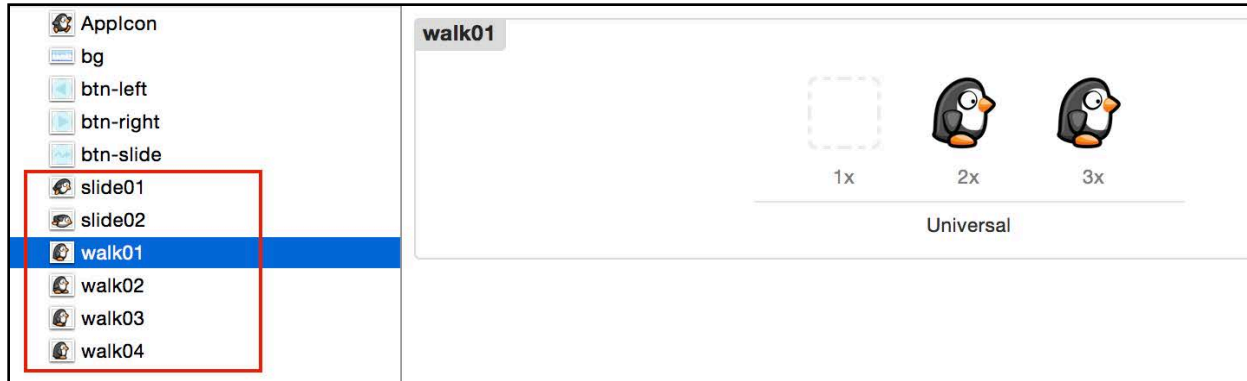 AppIcon
bg
btn-left
btn-right
btn-slide
slide01
slide02
walk01
walk02
walk03
walk04
walk01
1x 2x 3x
Universal